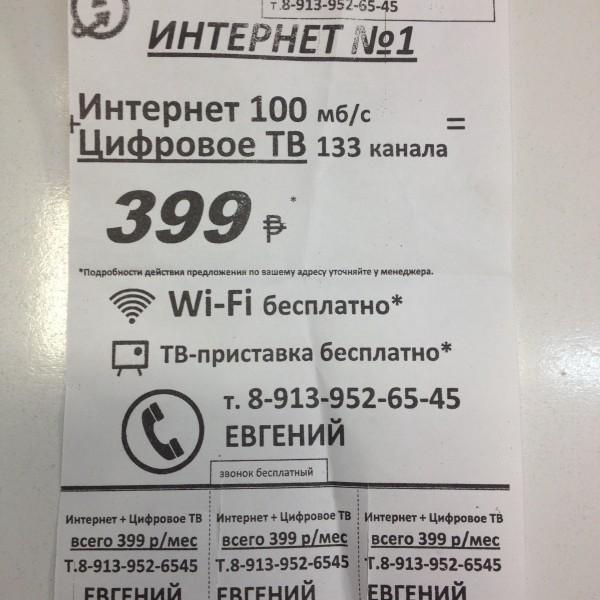 т.8-913-952-65-45
ИНТЕРНЕТ №1
Интернет 100 мб/с
+ =
Цифровое ТВ 133 канала
399 ₽*
*Подробности действия предложения по вашему адресу уточняйте у менеджера.
Wi-Fi бесплатно*
ТВ-приставка бесплатно*
т. 8-913-952-65-45
ЕВГЕНИЙ
звонок бесплатный
Интернет + Цифровое ТВ
всего 399 р/мес
Т.8-913-952-6545
ЕВГЕНИЙ
Интернет + Цифровое ТВ
всего 399 р/мес
Т.8-913-952-6545
ЕВГЕНИЙ
Интернет + Цифровое ТВ
всего 399 р/мес
Т.8-913-952-6545
ЕВГЕНИЙ